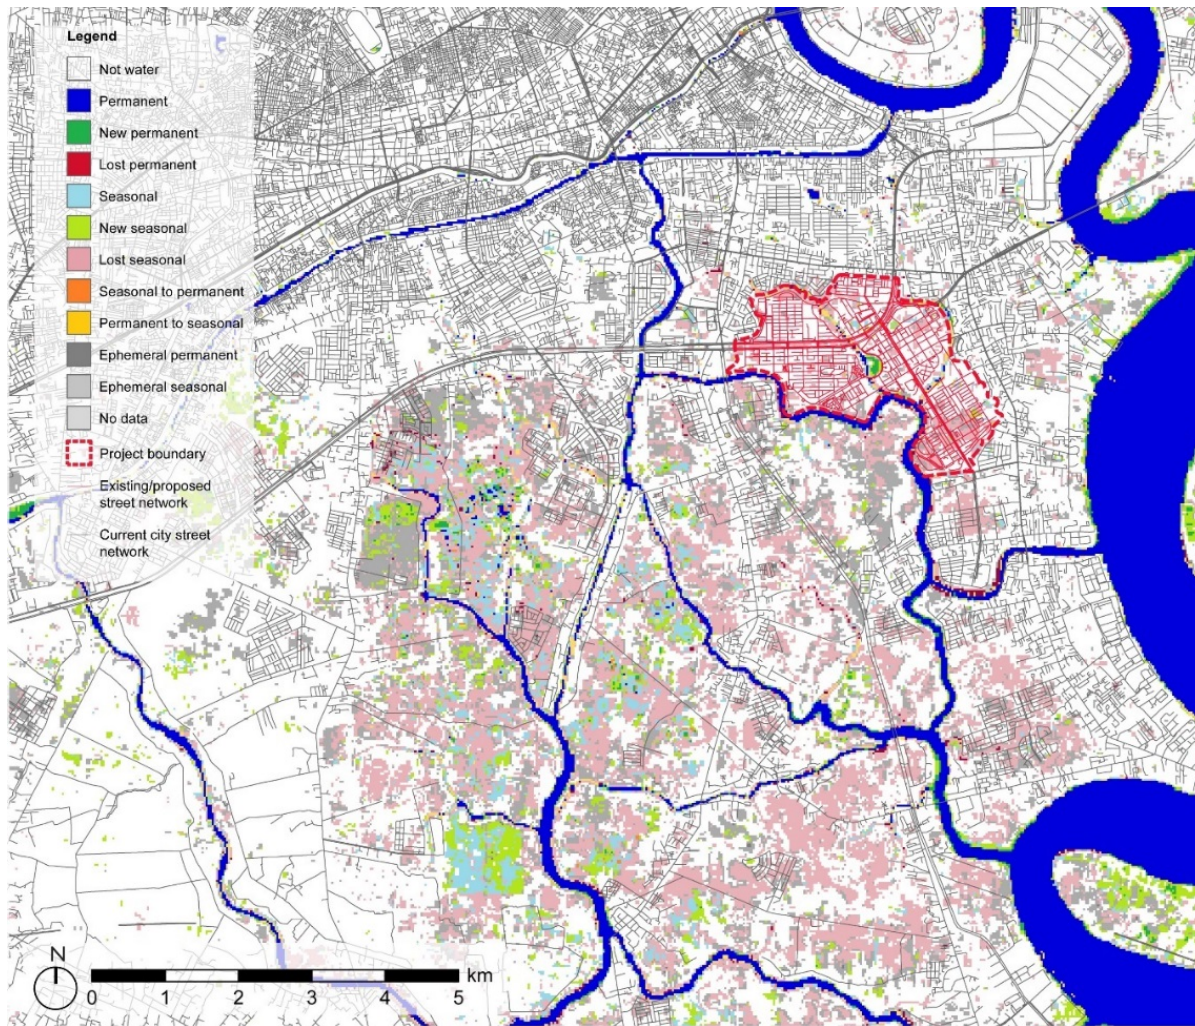 Legend
Not water
Permanent
New permanent
Lost permanent
Seasonal
New seasonal
Lost seasonal
Seasonal to permanent
Permanent to seasonal
Ephemeral permanent
Ephemeral seasonal
No data
Project boundary
Existing/proposed
street network
Current city street
network
N
km
0 1 2 3 4 5